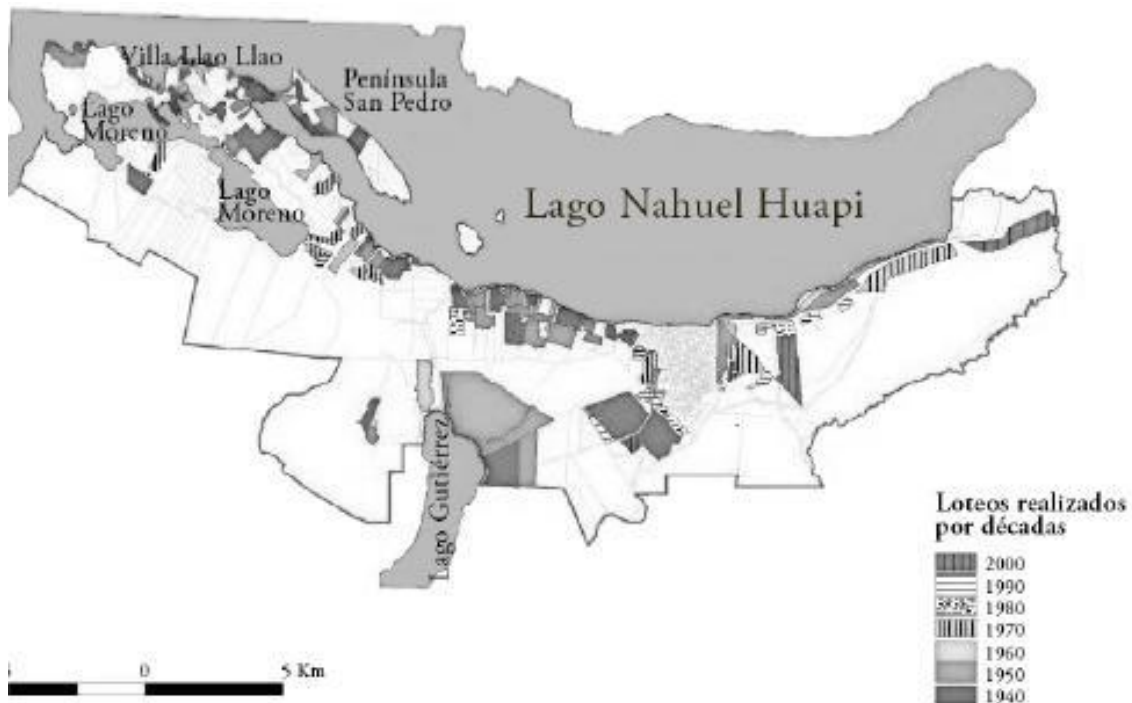 Villa Llao Llao
Península
San Pedro
Lago
Moreno
Lago
Moreno
Lago Nahuel Huapi
Lago Gutiérrez
Loteos realizados
por décadas
2000
1990
1980
1970
1960
1950
1940
0
5 Km